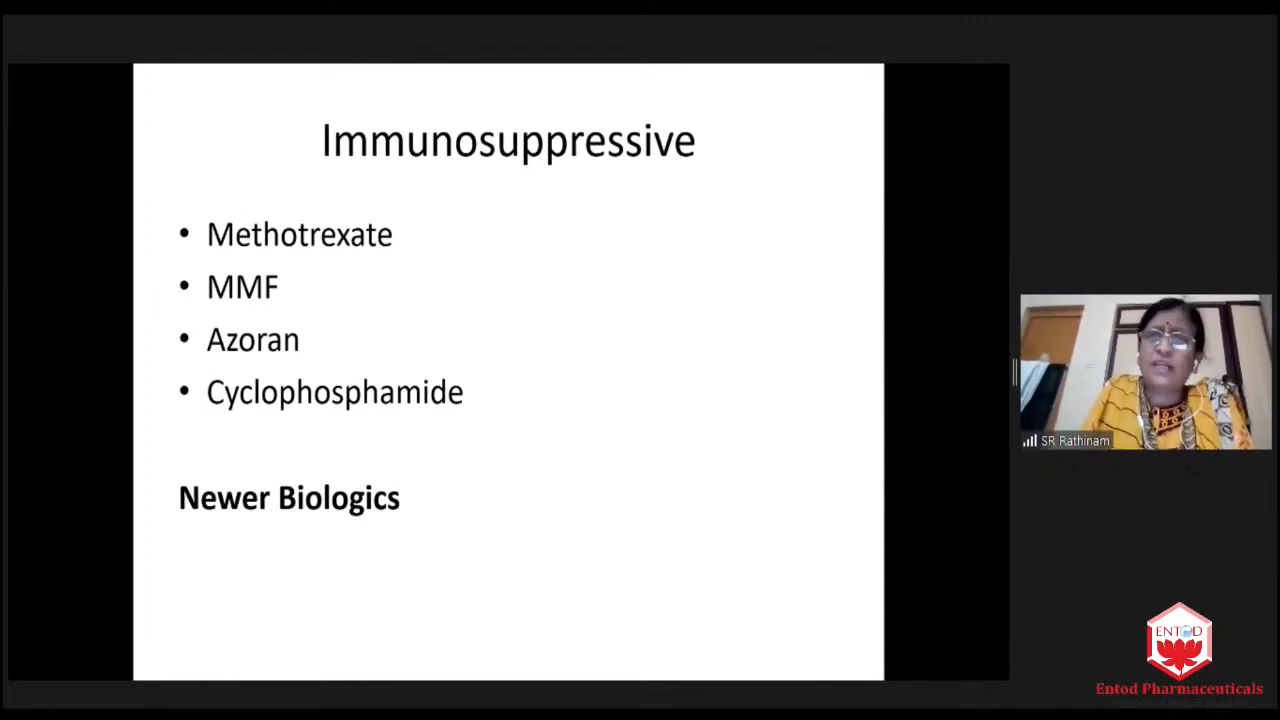 Immunosuppressive
• Methotrexate
• MMF
• Azoran
• Cyclophosphamide
Newer Biologics
SR Rathinam
ENTOD
Entod Pharmaceuticals